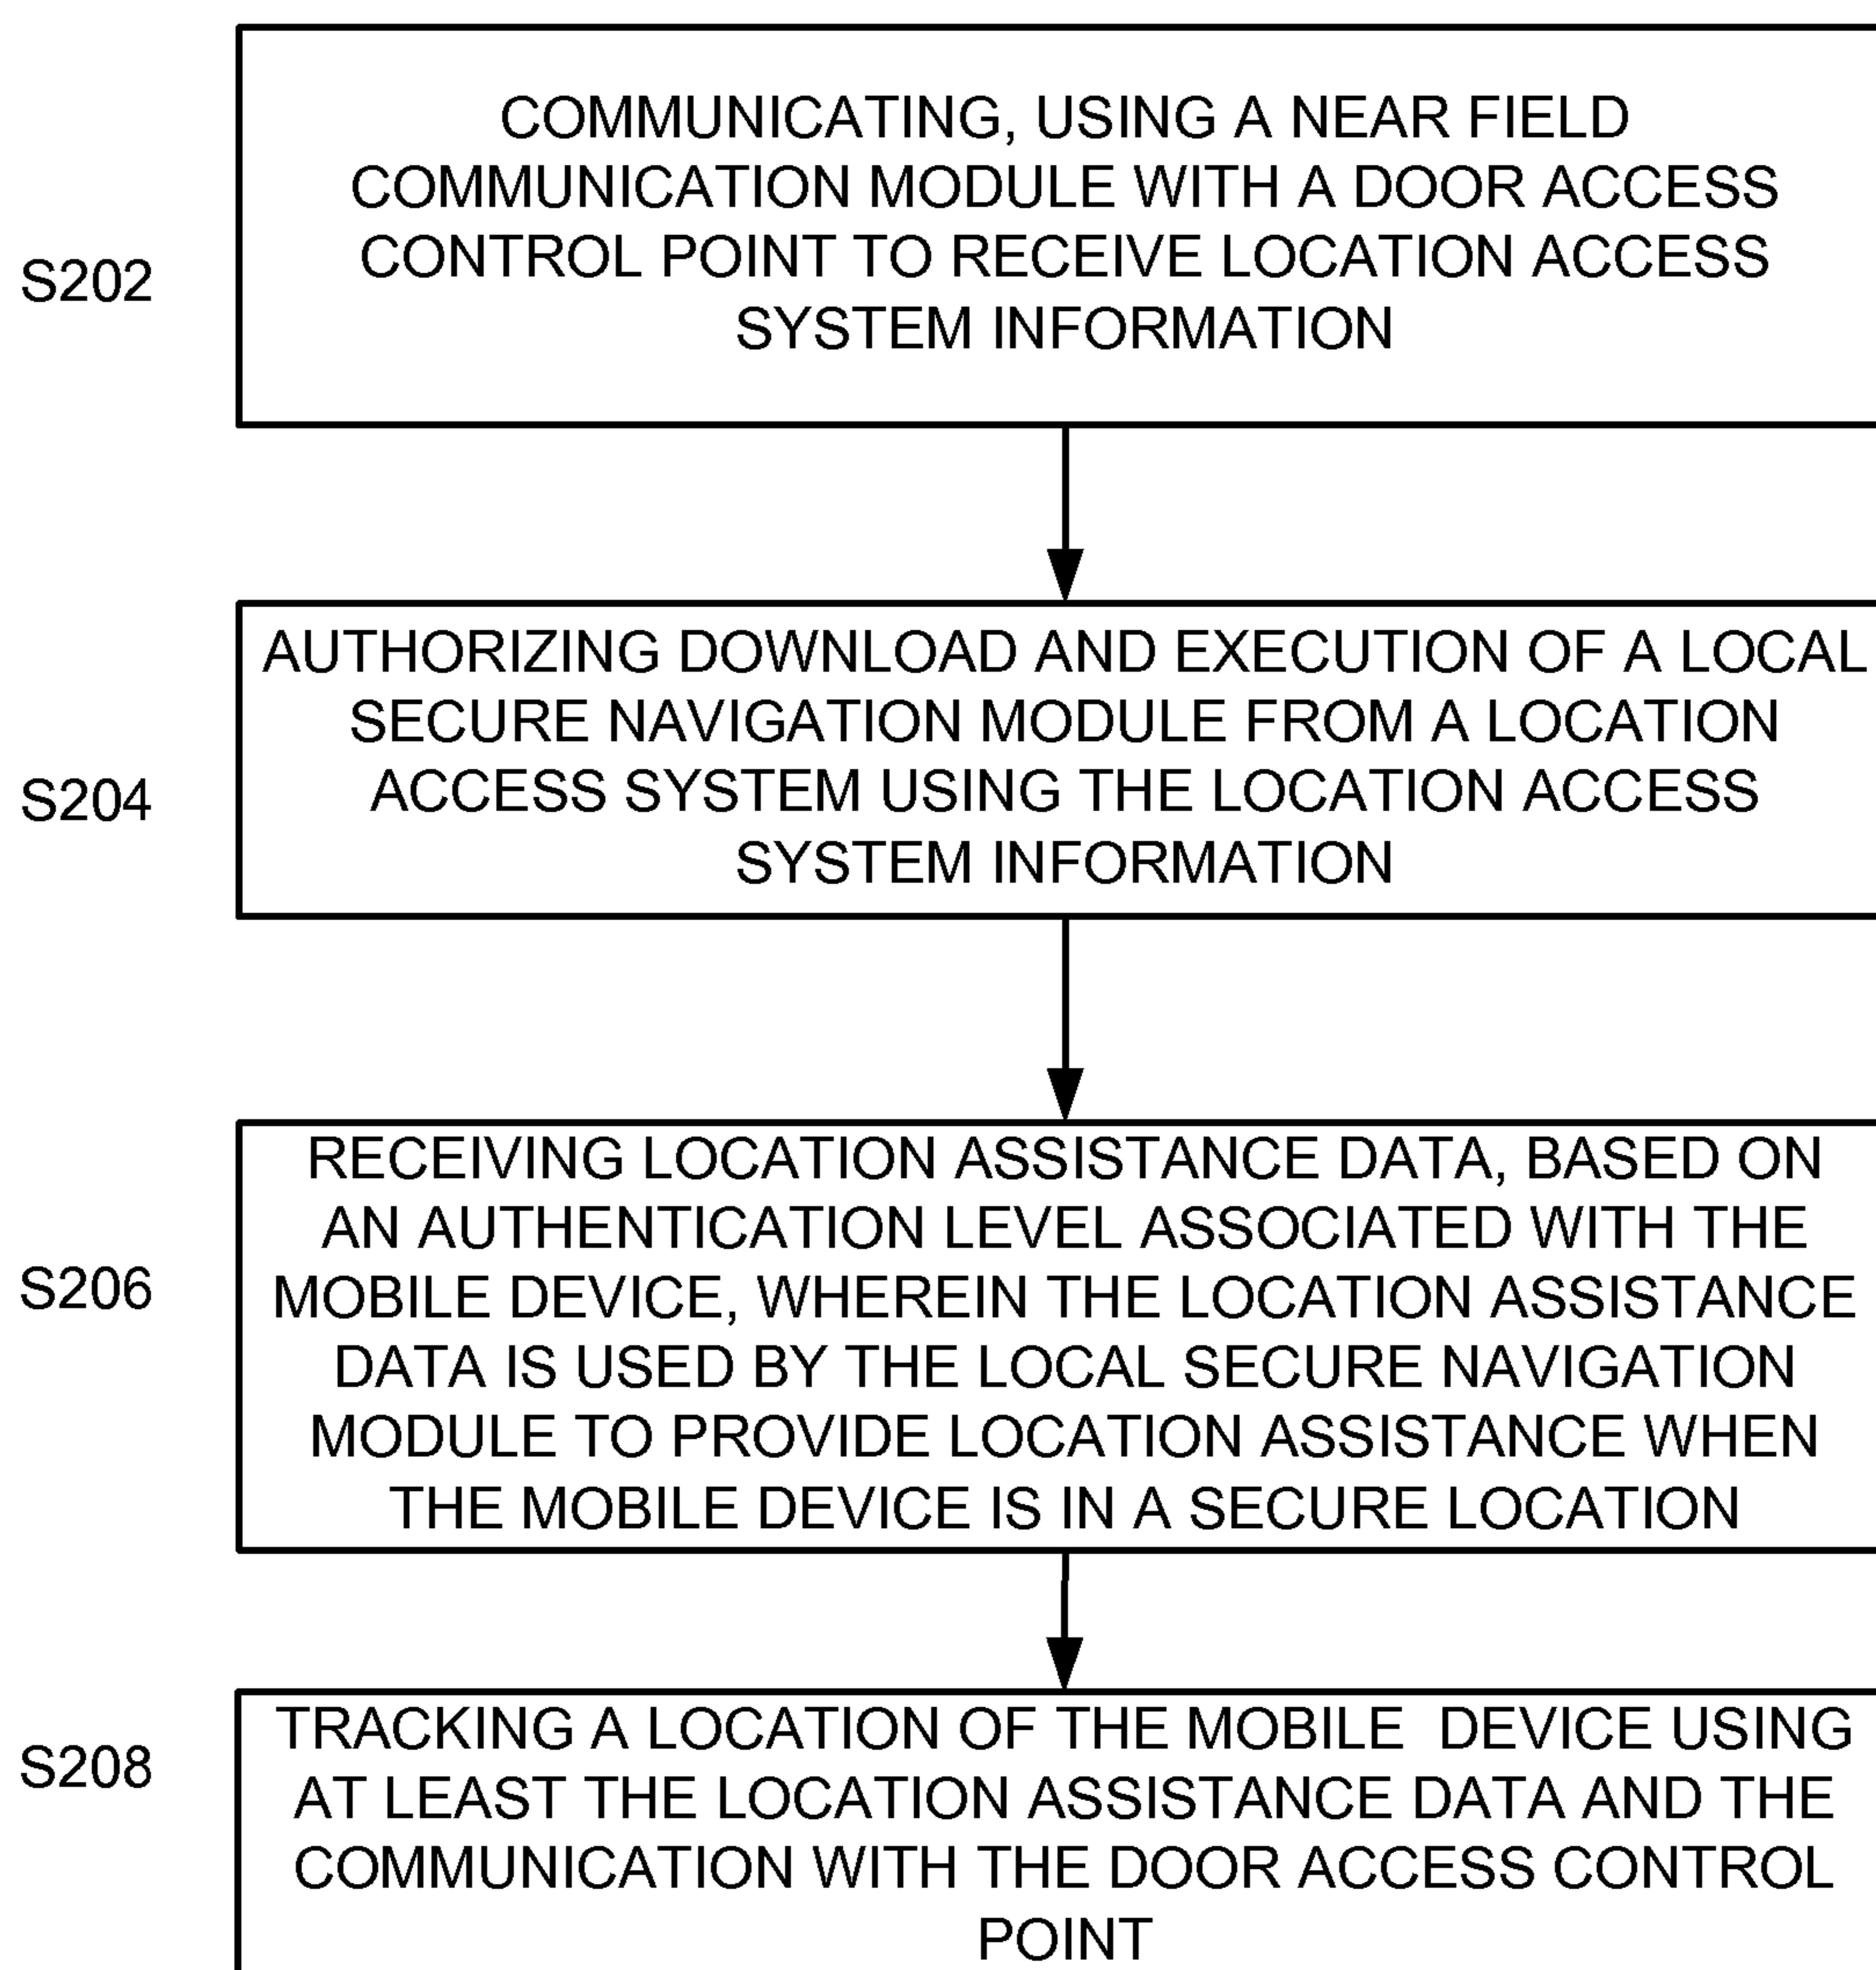 COMMUNICATING, USING A NEAR FIELD
COMMUNICATION MODULE WITH A DOOR ACCESS
CONTROL POINT TO RECEIVE LOCATION ACCESS
SYSTEM INFORMATION
S202
AUTHORIZING DOWNLOAD AND EXECUTION OF A LOCAL
SECURE NAVIGATION MODULE FROM A LOCATION
ACCESS SYSTEM USING THE LOCATION ACCESS
SYSTEM INFORMATION
S204
RECEIVING LOCATION ASSISTANCE DATA, BASED ON
AN AUTHENTICATION LEVEL ASSOCIATED WITH THE
MOBILE DEVICE, WHEREIN THE LOCATION ASSISTANCE
DATA IS USED BY THE LOCAL SECURE NAVIGATION
MODULE TO PROVIDE LOCATION ASSISTANCE WHEN
THE MOBILE DEVICE IS IN A SECURE LOCATION
S206
TRACKING A LOCATION OF THE MOBILE DEVICE USING
AT LEAST THE LOCATION ASSISTANCE DATA AND THE
COMMUNICATION WITH THE DOOR ACCESS CONTROL
POINT
S208